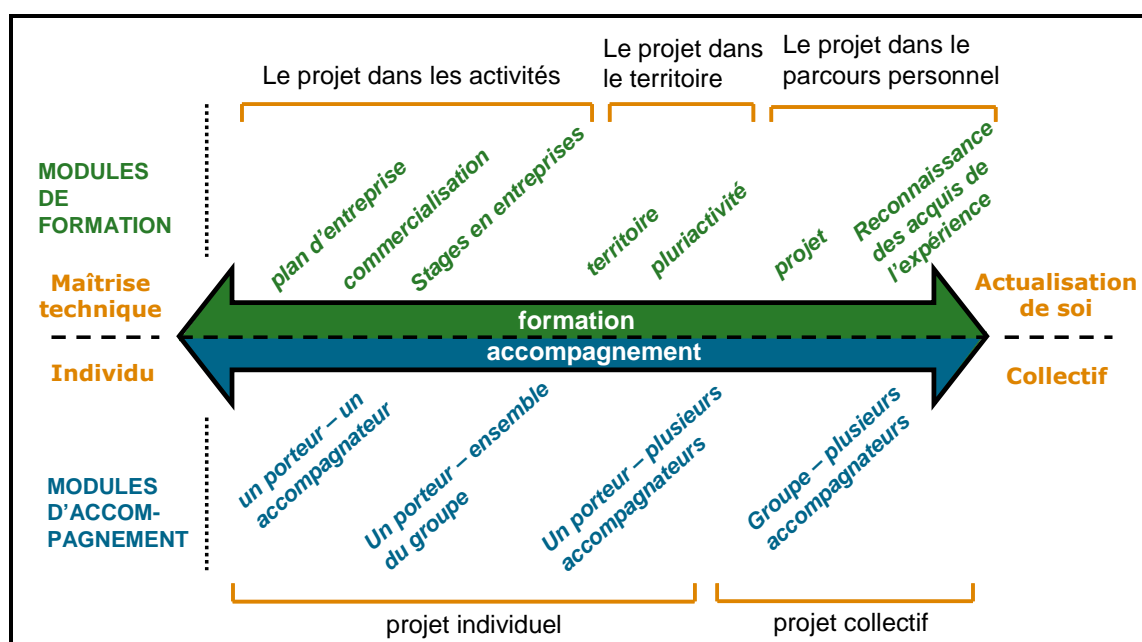 Le projet dans les activités
Le projet dans
le territoire
Le projet dans le
parcours personnel
MODULES
DE
FORMATION
plan d'entreprise
commercialisation
Stages en entreprises
territoire
pluriactivité
projet
Reconnaissance
des acquis de
l'expérience
Maîtrise
technique
formation
Actualisation
de soi
Individu
accompagnement
Collectif
MODULES
D'ACCOM-
PAGNEMENT
un porteur – un
accompagnateur
Un porteur – ensemble
du groupe
Un porteur – plusieurs
accompagnateurs
Groupe – plusieurs
accompagnateurs
projet individuel
projet collectif